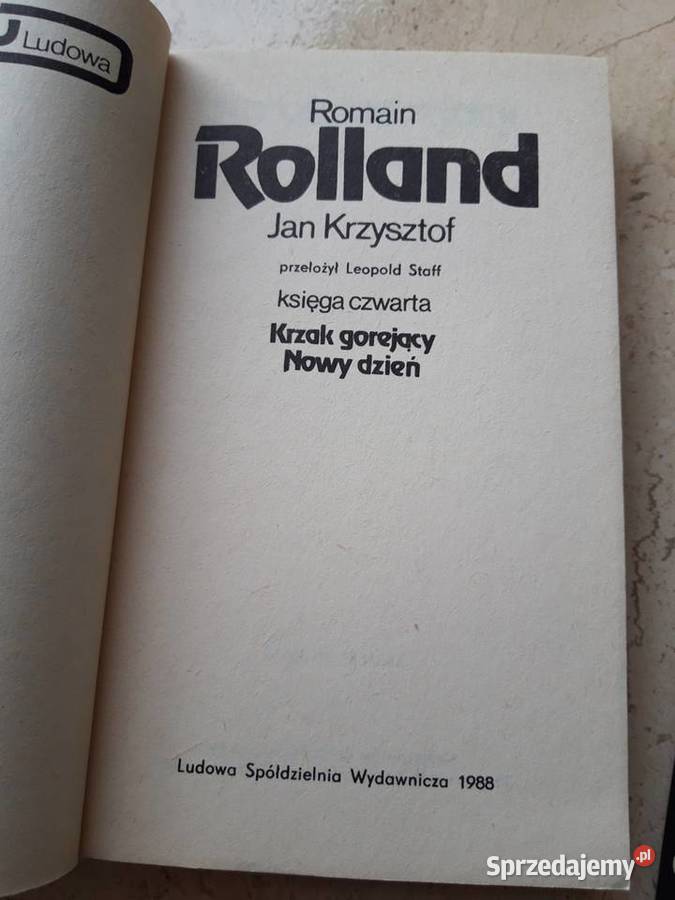 Ludowa
Romain
Rolland
Jan Krzysztof
przełożył Leopold Staff
księga czwarta
Krzak gorejący
Nowy dzień
Ludowa Spółdzielnia Wydawnicza 1988
Sprzedajemy.pl